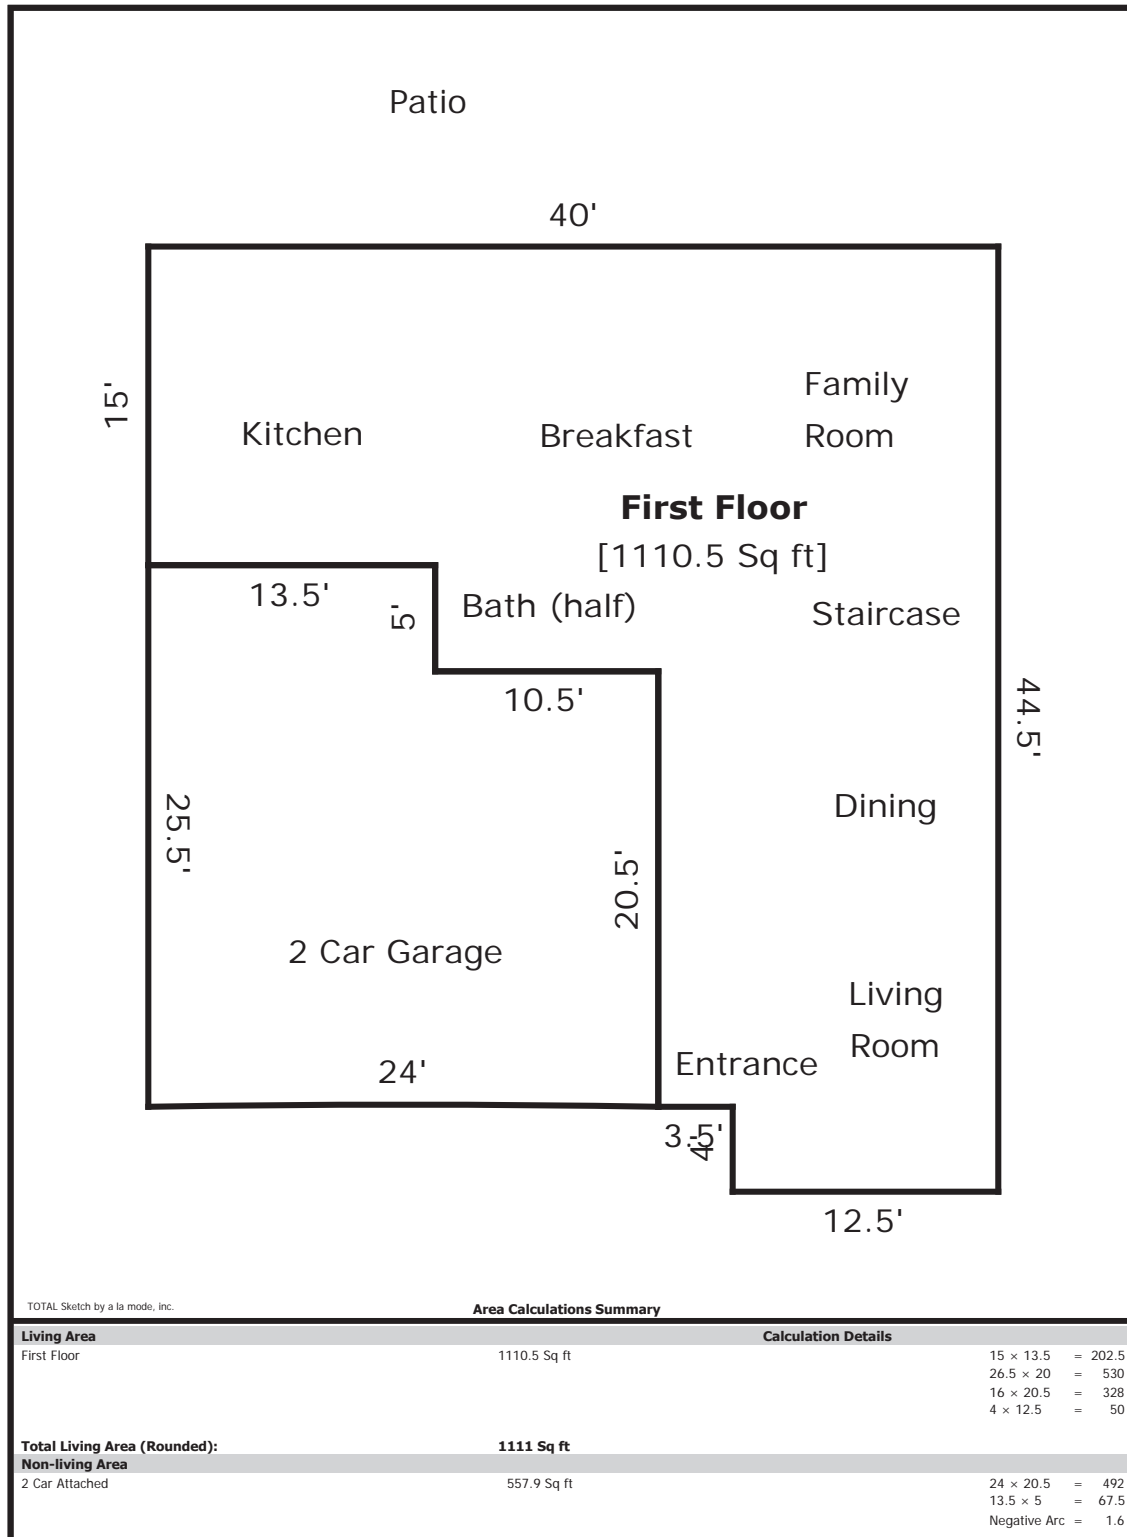 Patio
40'
15'
Family
Room
Kitchen
Breakfast
First Floor
[1110.5 Sq ft]
13.5'
5'
Bath (half)
Staircase
10.5'
44.5'
25.5'
Dining
20.5'
2 Car Garage
Living
Room
Entrance
24'
3.5'
4'
12.5'
TOTAL Sketch by a la mode, inc.
Area Calculations Summary
Living Area Calculation Details
First Floor 1110.5 Sq ft 15 × 13.5 = 202.5
26.5 × 20 = 530
16 × 20.5 = 328
4 × 12.5 = 50
Total Living Area (Rounded): 1111 Sq ft
Non-living Area
2 Car Attached 557.9 Sq ft 24 × 20.5 = 492
13.5 × 5 = 67.5
Negative Arc = 1.6